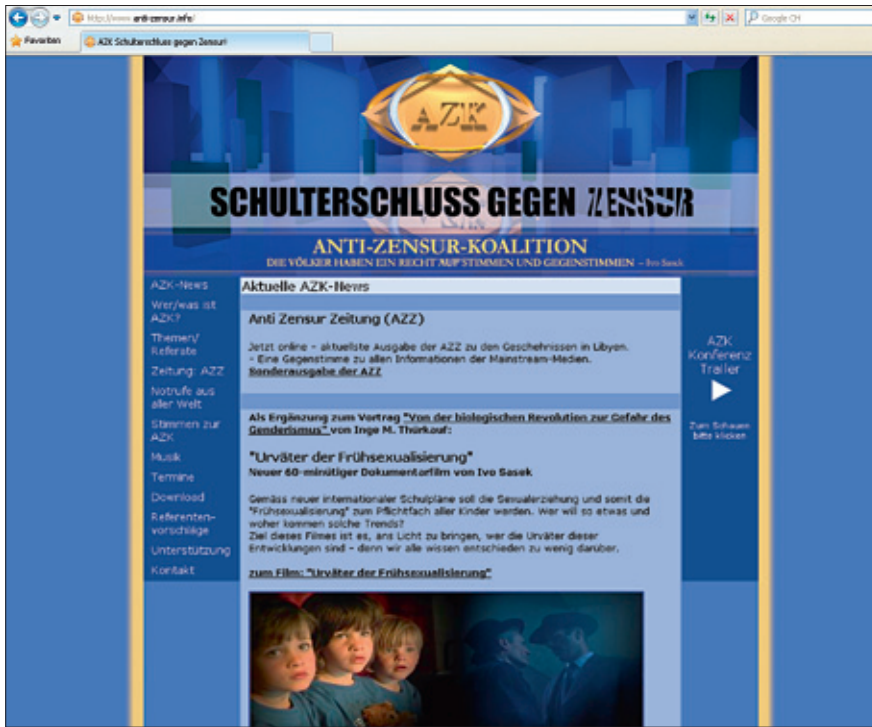 http://www.anti-zensur.info/
Google CH
Favoriten
AZK Schulterschluss gegen Zensur!
AZK
SCHULTERSCHLUSS GEGEN ZENSUR
ANTI-ZENSUR-KOALITION
DIE VÖLKER HABEN EIN RECHT AUF STIMMEN UND GEGENSTIMMEN – Ivo Sasek
AZK-News
Wer/was ist
AZK?
Themen/
Referate
Zeitung: AZZ
Notrufe aus
aller Welt
Stimmen zur
AZK
Musik
Termine
Download
Referenten-
vorschläge
Unterstützung
Kontakt
Aktuelle AZK-News
Anti Zensur Zeitung (AZZ)
Jetzt online - aktuellste Ausgabe der AZZ zu den Geschehnissen in Libyen.
- Eine Gegenstimme zu allen Informationen der Mainstream-Medien.
Sonderausgabe der AZZ
Als Ergänzung zum Vortrag "Von der biologischen Revolution zur Gefahr des
Genderismus" von Inge M. Thürkauf:
"Urväter der Frühsexualisierung"
Neuer 60-minütiger Dokumentarfilm von Ivo Sasek
Gemäss neuer internationaler Schulpläne soll die Sexualerziehung und somit die
"Frühsexualisierung" zum Pflichtfach aller Kinder werden. Wer will so etwas und
woher kommen solche Trends?
Ziel dieses Filmes ist es, ans Licht zu bringen, wer die Urväter dieser
Entwicklungen sind - denn wir alle wissen entschieden zu wenig darüber.
zum Film: "Urväter der Frühsexualisierung"
AZK
Konferenz
Trailer
Zum Schauen
bitte klicken